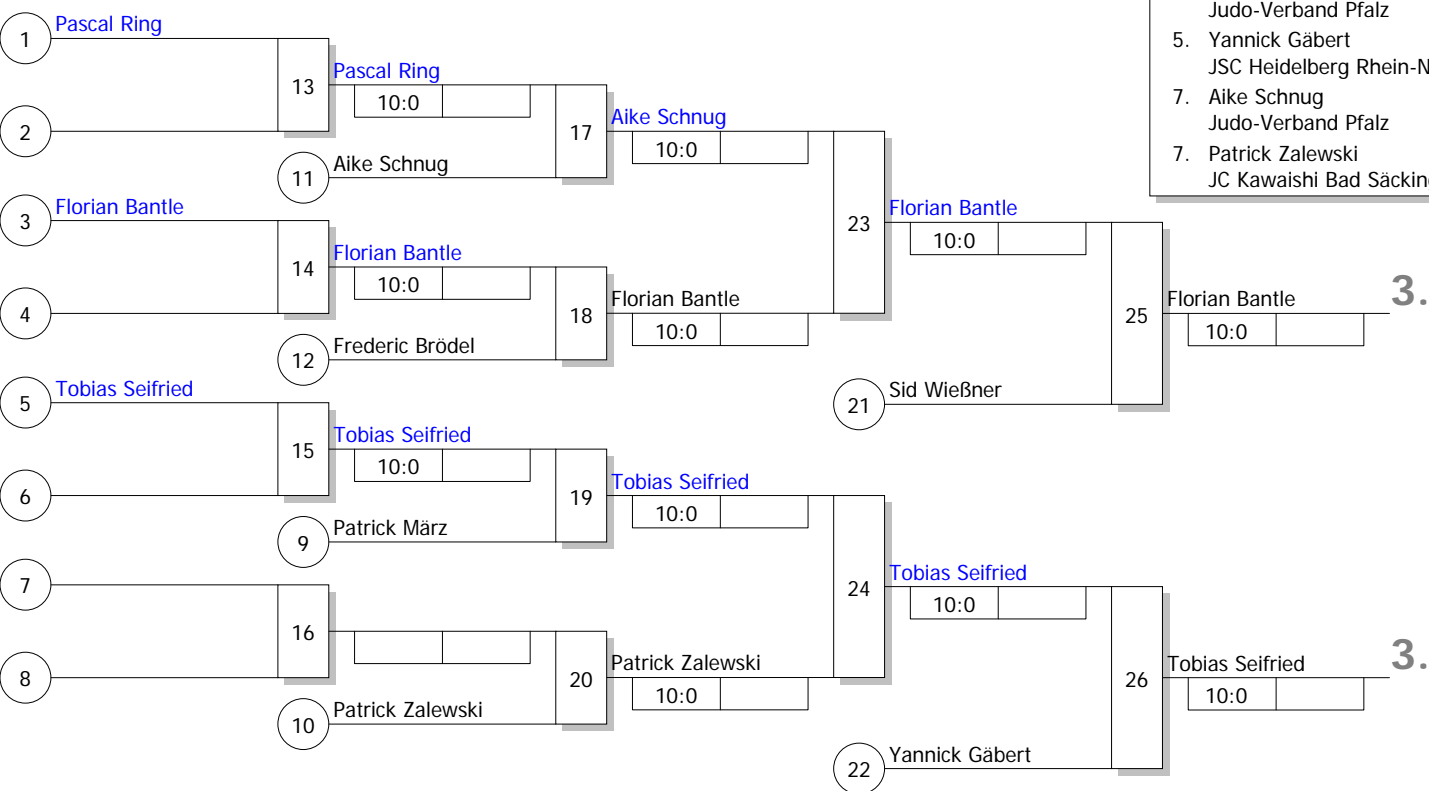 Judo-Verband Pfalz
5. Yannick Gäbert
JSC Heidelberg Rhein-N
7. Aike Schnug
Judo-Verband Pfalz
7. Patrick Zalewski
JC Kawaishi Bad Säcking
1 Pascal Ring
2
13 Pascal Ring
10:0
11 Aike Schnug
17 Aike Schnug
10:0
3 Florian Bantle
4
14 Florian Bantle
10:0
12 Frederic Brödel
18 Florian Bantle
10:0
23 Florian Bantle
10:0
21 Sid Wießner
25 Florian Bantle 3.
10:0
5 Tobias Seifried
6
15 Tobias Seifried
10:0
9 Patrick März
19 Tobias Seifried
10:0
7
8
16
10 Patrick Zalewski
20 Patrick Zalewski
10:0
24 Tobias Seifried
10:0
22 Yannick Gäbert
26 Tobias Seifried 3.
10:0